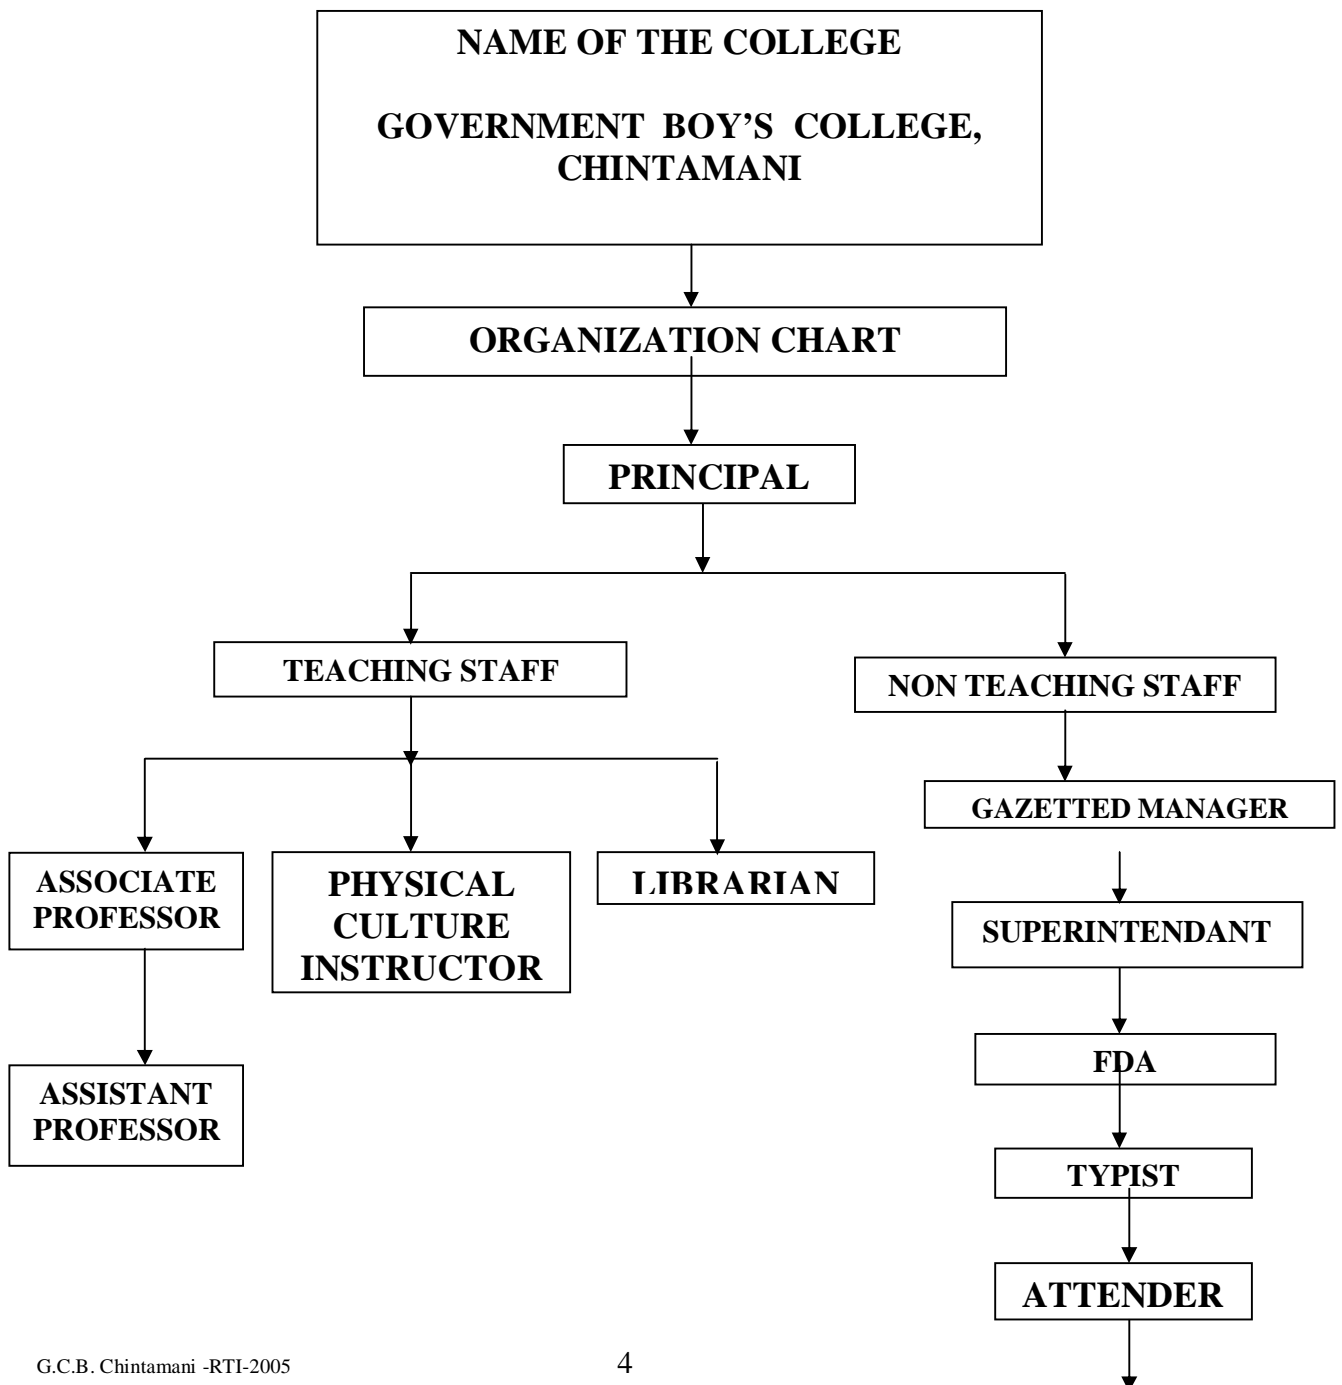 NAME OF THE COLLEGE
GOVERNMENT BOY’S COLLEGE,
CHINTAMANI
ORGANIZATION CHART
PRINCIPAL
TEACHING STAFF
NON TEACHING STAFF
GAZETTED MANAGER
ASSOCIATE
PROFESSOR
PHYSICAL
CULTURE
INSTRUCTOR
LIBRARIAN
SUPERINTENDANT
FDA
ASSISTANT
PROFESSOR
TYPIST
ATTENDER
G.C.B. Chintamani -RTI-2005
4